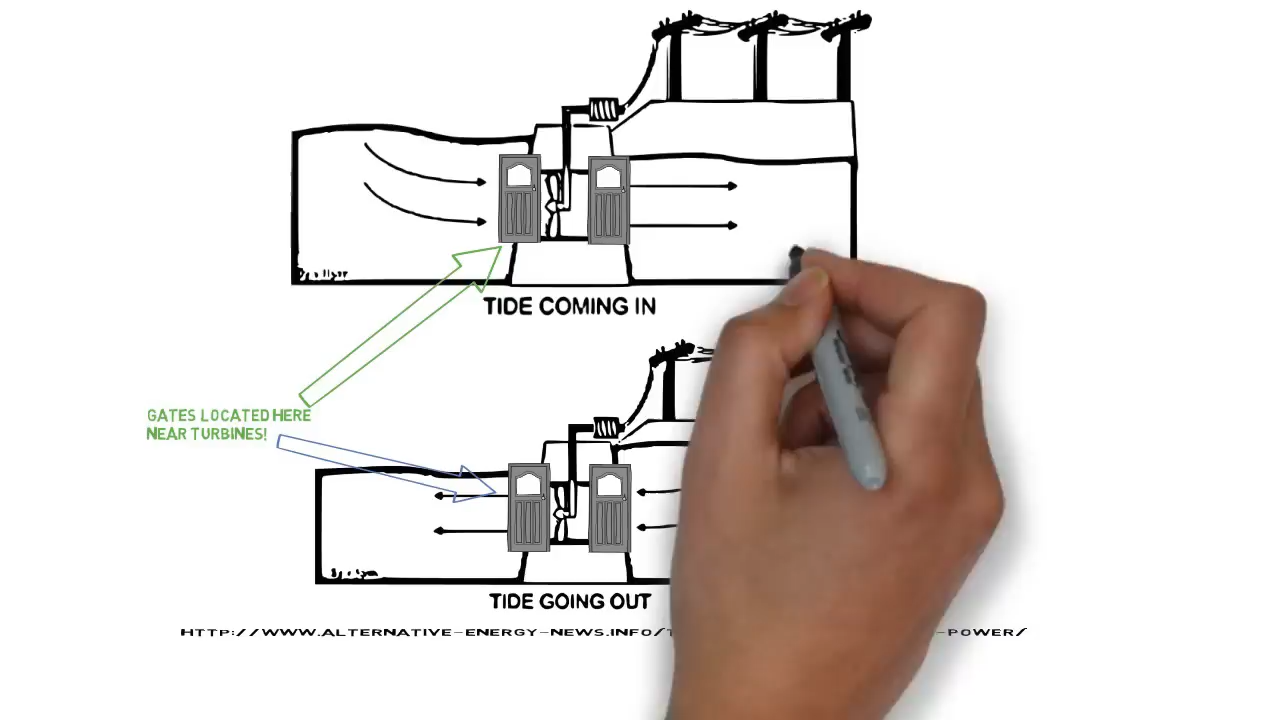 TIDE COMING IN
GATES LOCATED HERE
NEAR TURBINES!
TIDE GOING OUT
HTTP://WWW.ALTERNATIVE-ENERGY-NEWS.INFO/ -POWER/